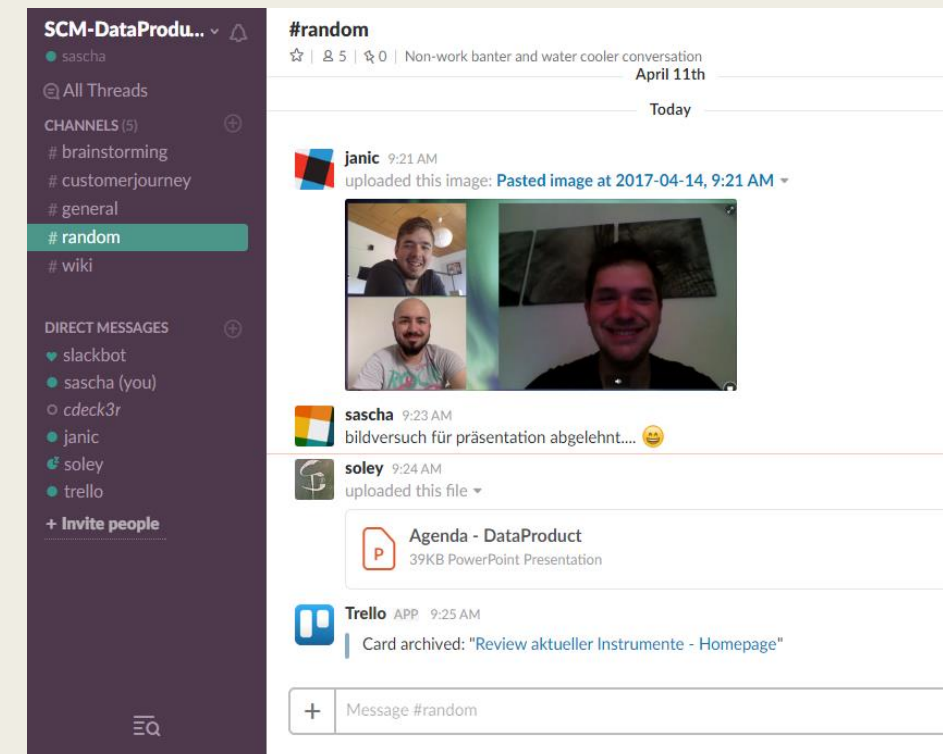 SCM-DataProdu...
sascha
All Threads
CHANNELS (5)
# brainstorming
# customerjourney
# general
# random
# wiki
DIRECT MESSAGES
slackbot
sascha (you)
cdeck3r
janic
soley
trello
+ Invite people
#random
5 | 0 | Non-work banter and water cooler conversation
April 11th
Today
janic 9:21 AM
uploaded this image: Pasted image at 2017-04-14, 9:21 AM
sascha 9:23 AM
bildversuch für präsentation abgelehnt.... 😄
soley 9:24 AM
uploaded this file
P
Agenda - DataProduct
39KB PowerPoint Presentation
Trello APP 9:25 AM
Card archived: "Review aktueller Instrumente - Homepage"
+ Message #random